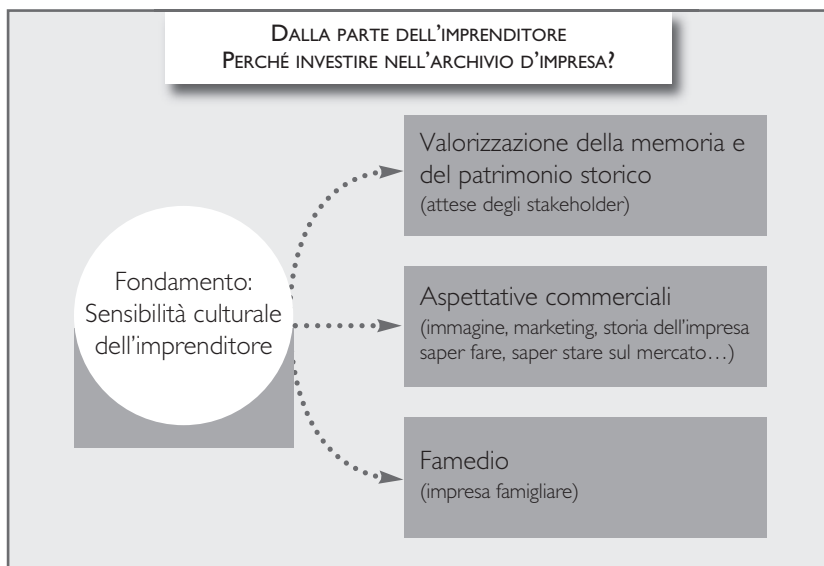 DALLA PARTE DELL'IMPRENDITORE
PERCHÉ INVESTIRE NELL'ARCHIVIO D'IMPRESA?
Valorizzazione della memoria e
del patrimonio storico
(attese degli stakeholder)
Fondamento:
Sensibilità culturale
dell'imprenditore
Aspettative commerciali
(immagine, marketing, storia dell'impresa
saper fare, saper stare sul mercato…)
Famedio
(impresa famigliare)